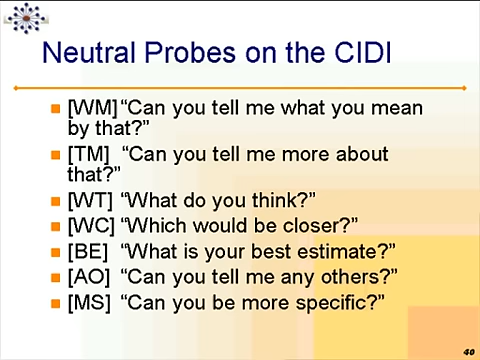 Neutral Probes on the CIDI
[WM] “Can you tell me what you mean
by that?”
[TM] “Can you tell me more about
that?”
[WT] “What do you think?”
[WC] “Which would be closer?”
[BE] “What is your best estimate?”
[AO] “Can you tell me any others?”
[MS] “Can you be more specific?”
40